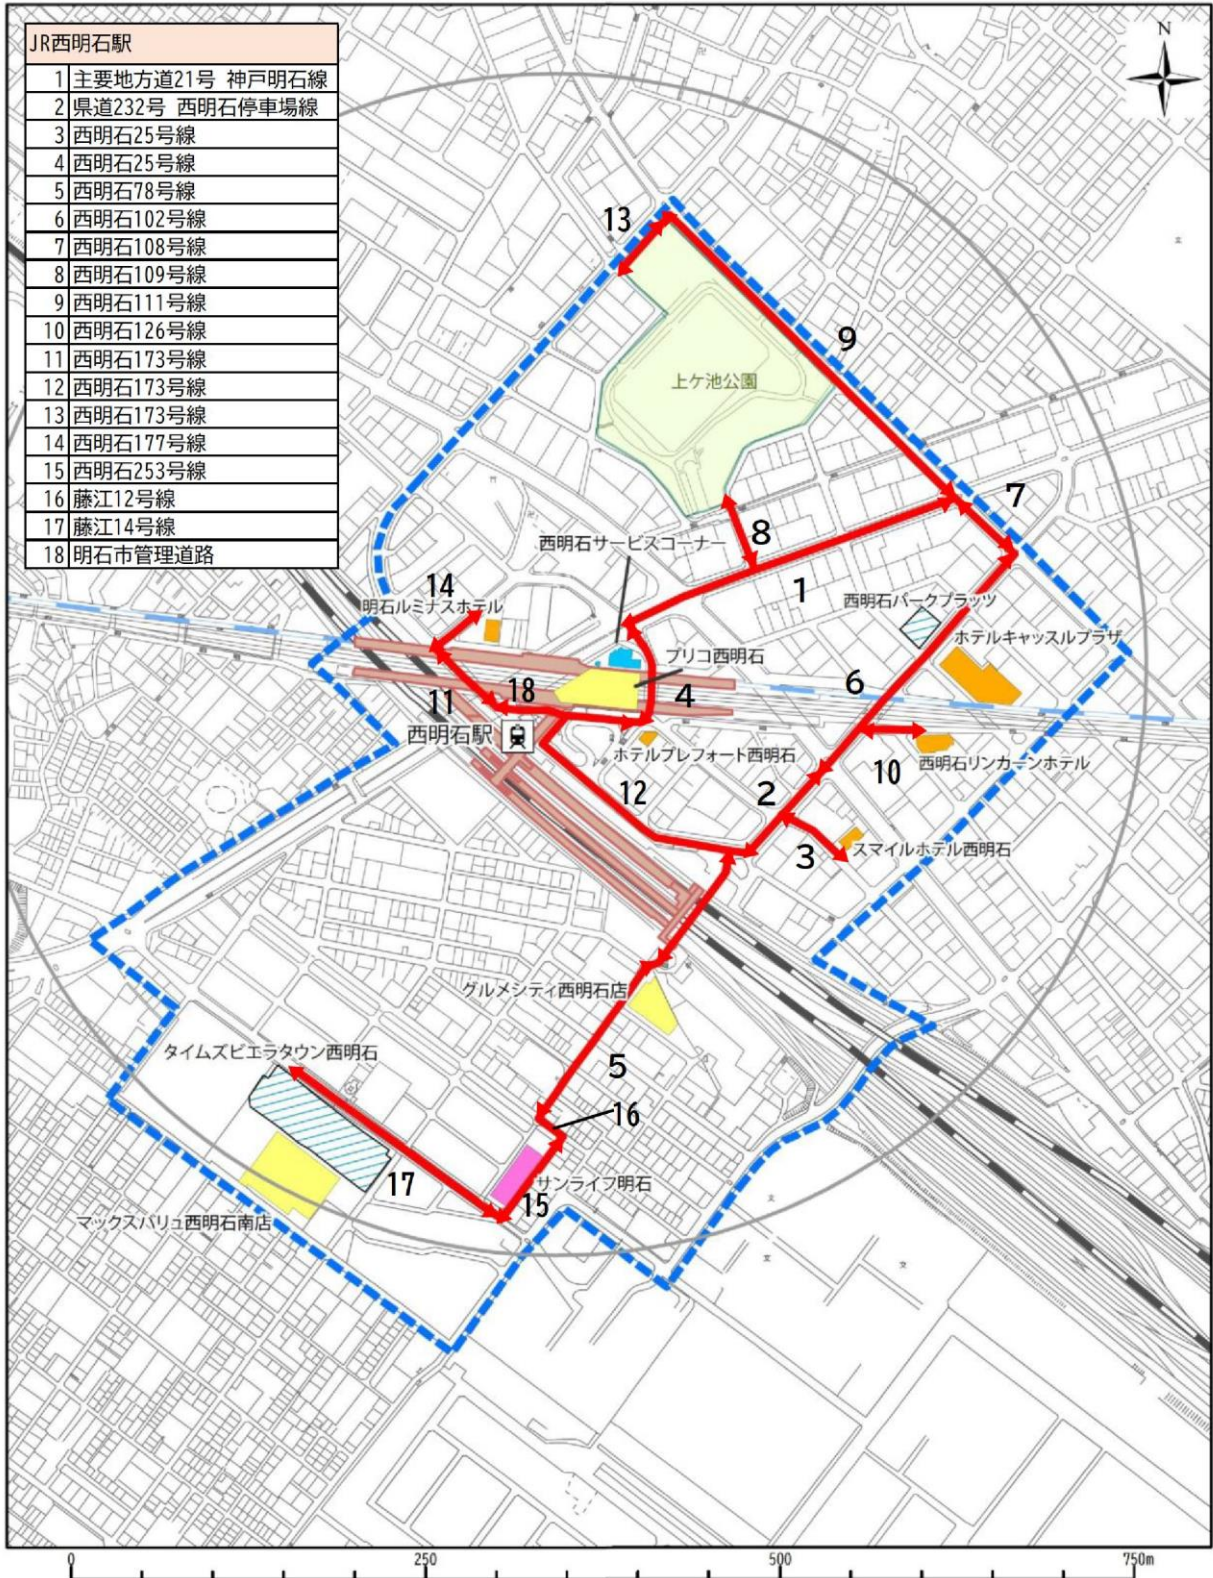 JR西明石駅
1 主要地方道21号 神戸明石線
2 県道232号 西明石停車場線
3 西明石25号線
4 西明石25号線
5 西明石78号線
6 西明石102号線
7 西明石108号線
8 西明石109号線
9 西明石111号線
10 西明石126号線
11 西明石173号線
12 西明石173号線
13 西明石173号線
14 西明石177号線
15 西明石253号線
16 藤江12号線
17 藤江14号線
18 明石市管理道路
N
13
9
上ケ池公園
7
8
西明石サービスコーナー
1
14
明石ルミナスホテル
西明石パークプラッツ
ホテルキャッスルプラザ
プリコ西明石
6
4
11
18
西明石駅
ホテルブレフォート西明石
西明石リンカーンホテル
10
12
2
3
スマイルホテル西明石
グルメシティ西明石店
タイムズビエラタウン西明石
5
16
17
サンライフ明石
15
マックスバリュ西明石南店
0 250 500 750m